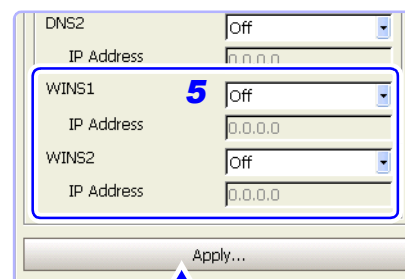 DNS2 Off
IP Address 0.0.0.0
WINS1 5 Off
IP Address 0.0.0.0
WINS2 Off
IP Address 0.0.0.0
Apply...